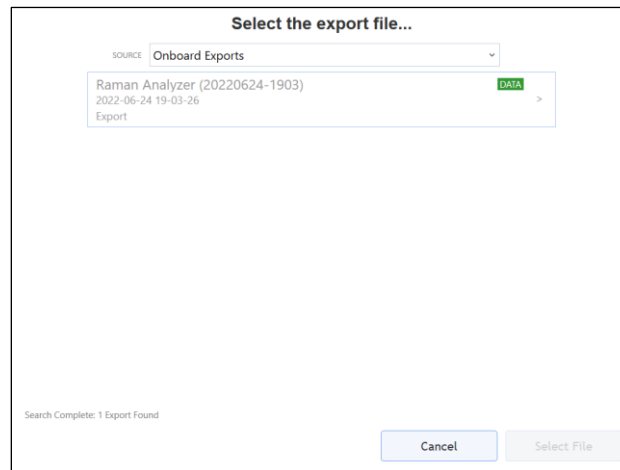 Select the export file...
SOURCE Onboard Exports
Raman Analyzer (20220624-1903) DATA
2022-06-24 19-03-26 >
Export
Search Complete: 1 Export Found
Cancel Select File